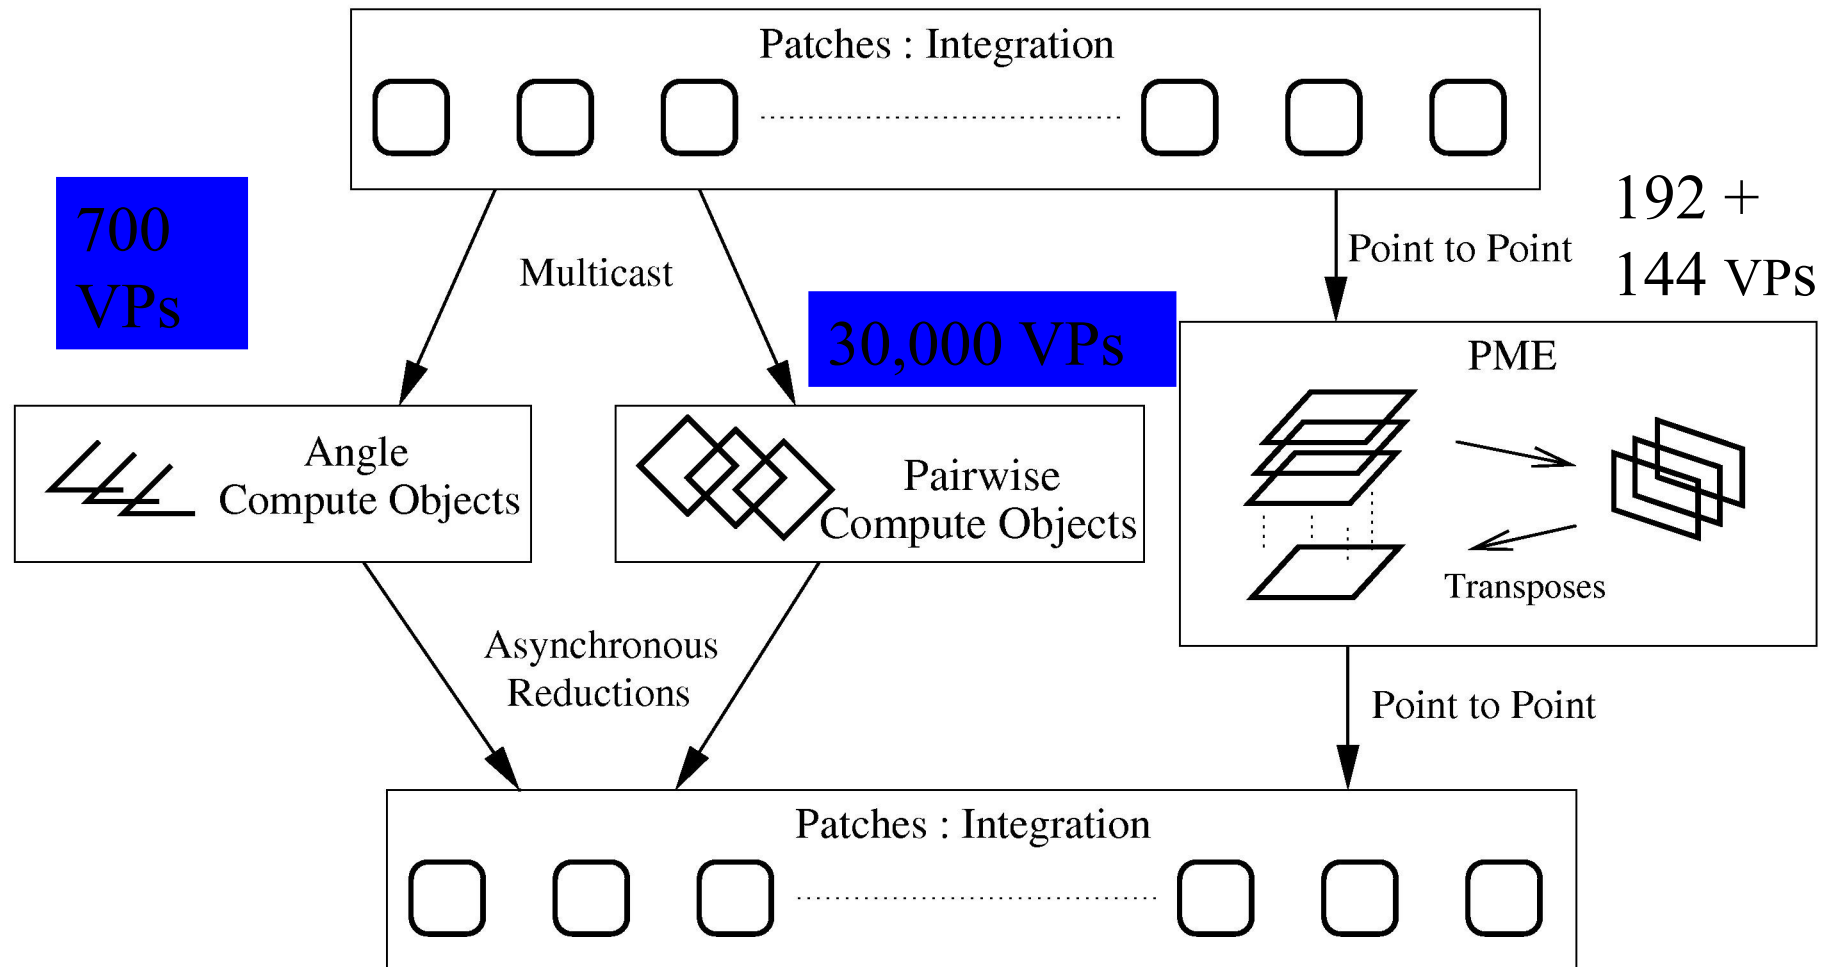 Patches : Integration
700
VPs
Multicast
Point to Point
192 +
144 VPs
30,000 VPs
PME
Angle
Compute Objects
Pairwise
Compute Objects
Transposes
Asynchronous
Reductions
Point to Point
Patches : Integration